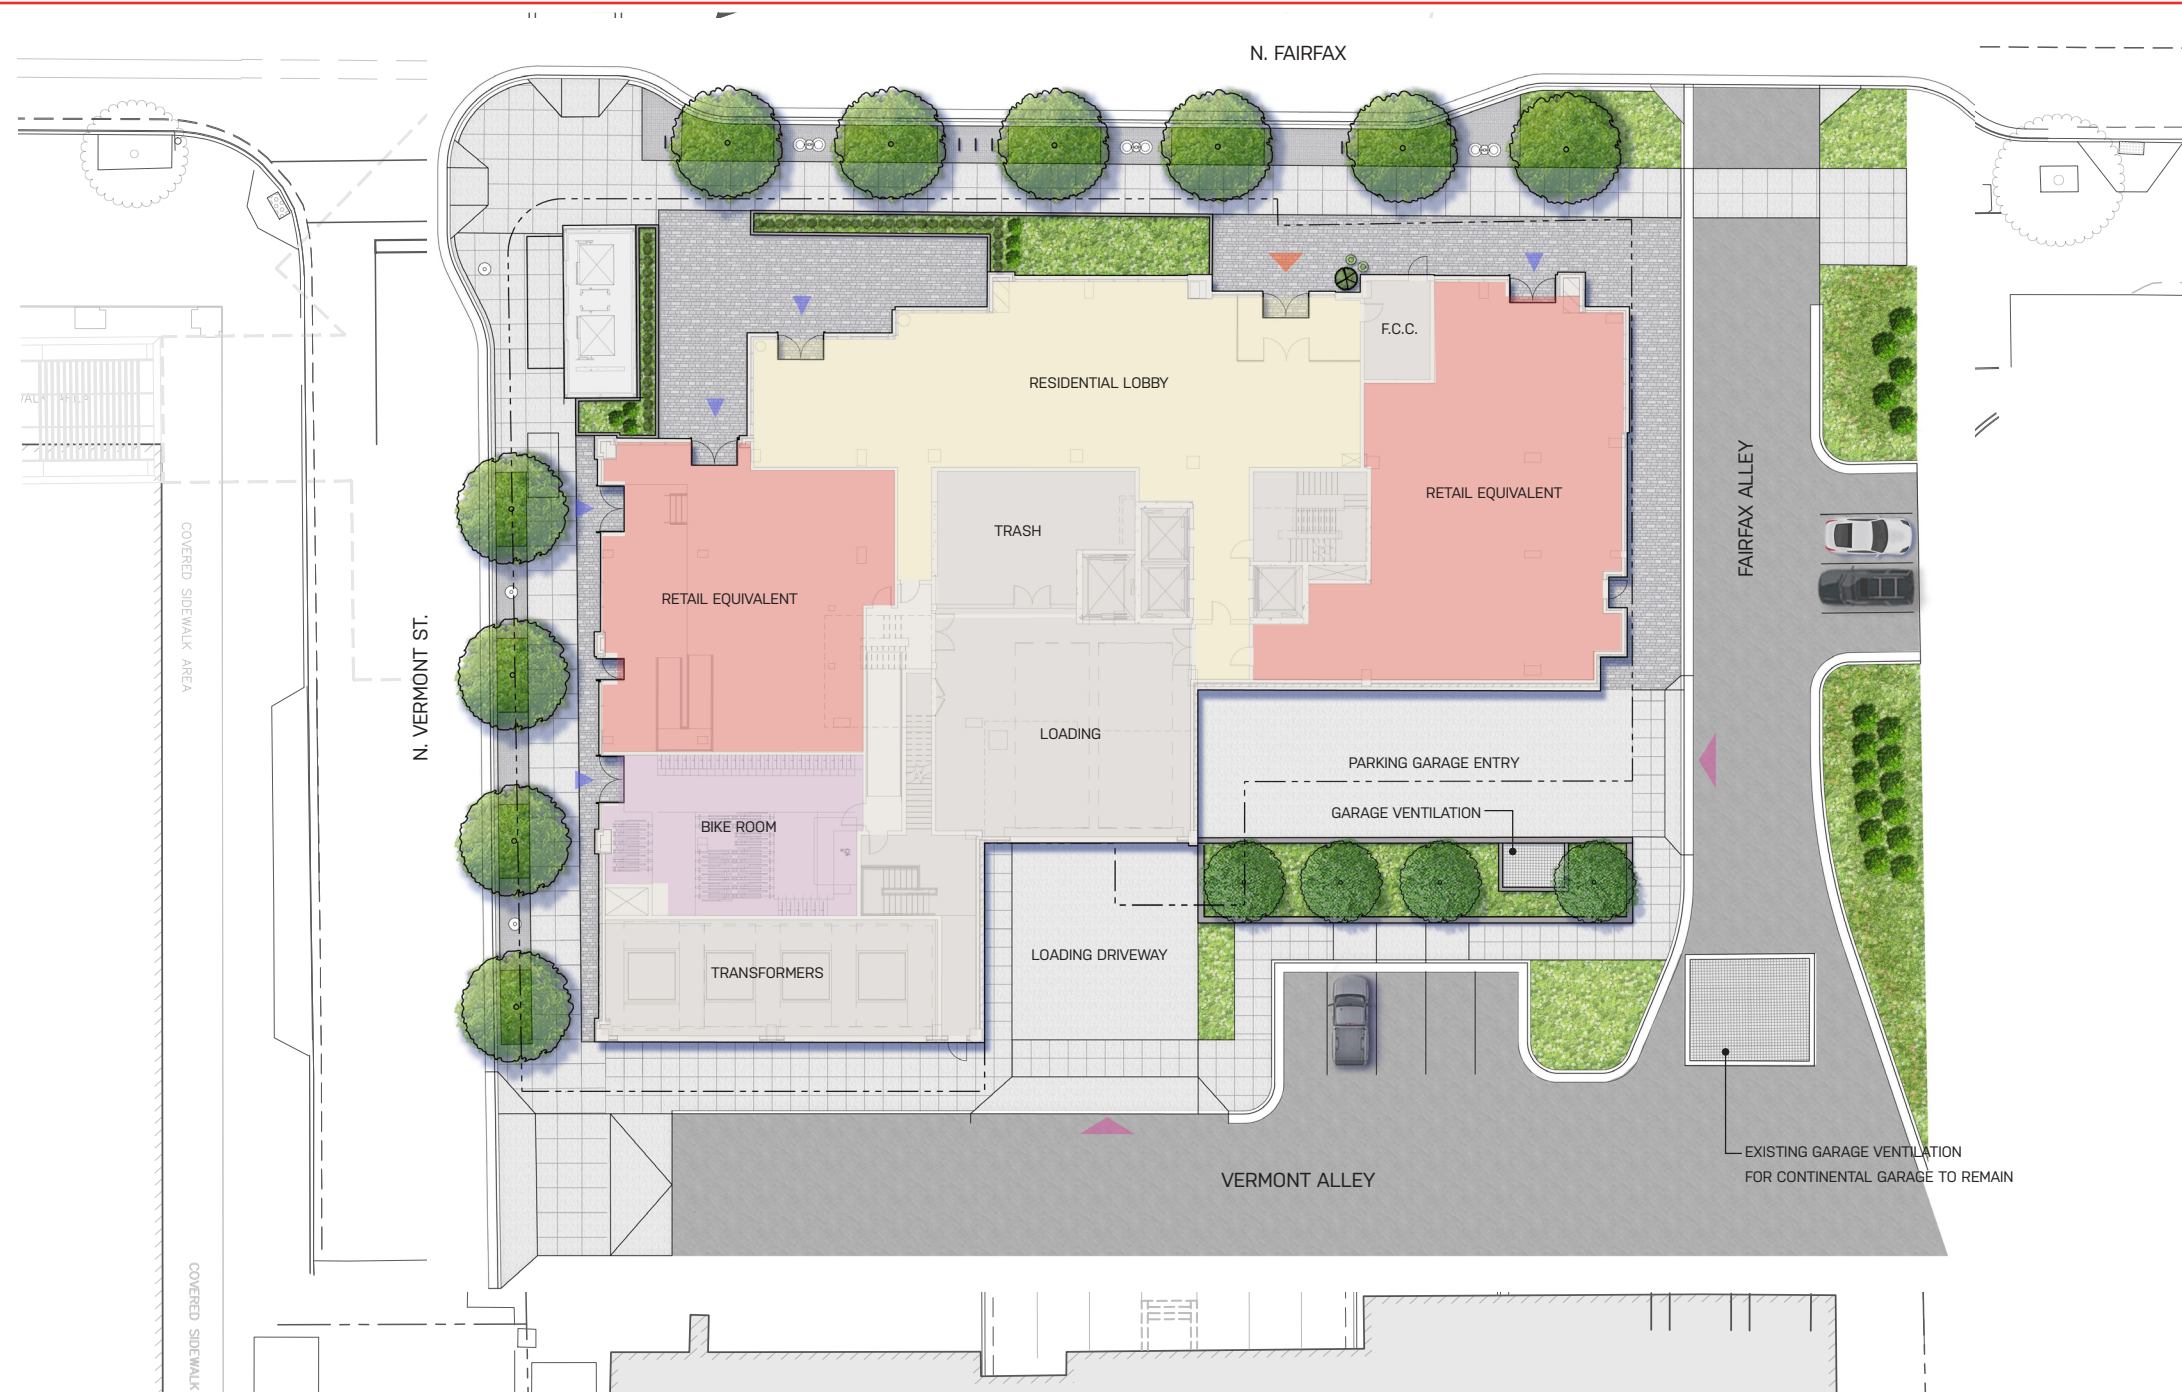 N. FAIRFAX
F.C.C.
RESIDENTIAL LOBBY
RETAIL EQUIVALENT
TRASH
RETAIL EQUIVALENT
FAIRFAX ALLEY
COVERED SIDEWALK AREA
N. VERMONT ST.
LOADING
PARKING GARAGE ENTRY
GARAGE VENTILATION
BIKE ROOM
LOADING DRIVEWAY
TRANSFORMERS
EXISTING GARAGE VENTILATION
FOR CONTINENTAL GARAGE TO REMAIN
VERMONT ALLEY
COVERED SIDEWALK